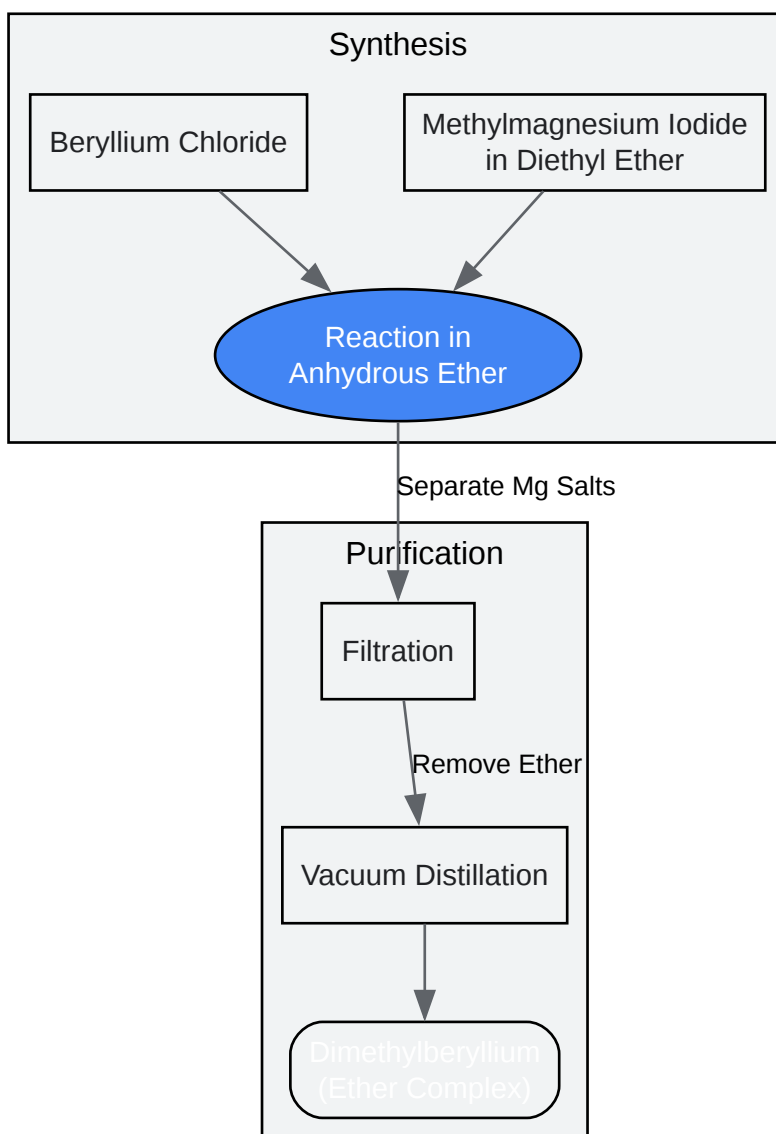 Synthesis
Beryllium Chloride
Methylmagnesium Iodide
in Diethyl Ether
Reaction in
Anhydrous Ether
Separate Mg Salts
Purification
Filtration
Remove Ether
Vacuum Distillation
Dimethylberyllium
(Ether Complex)